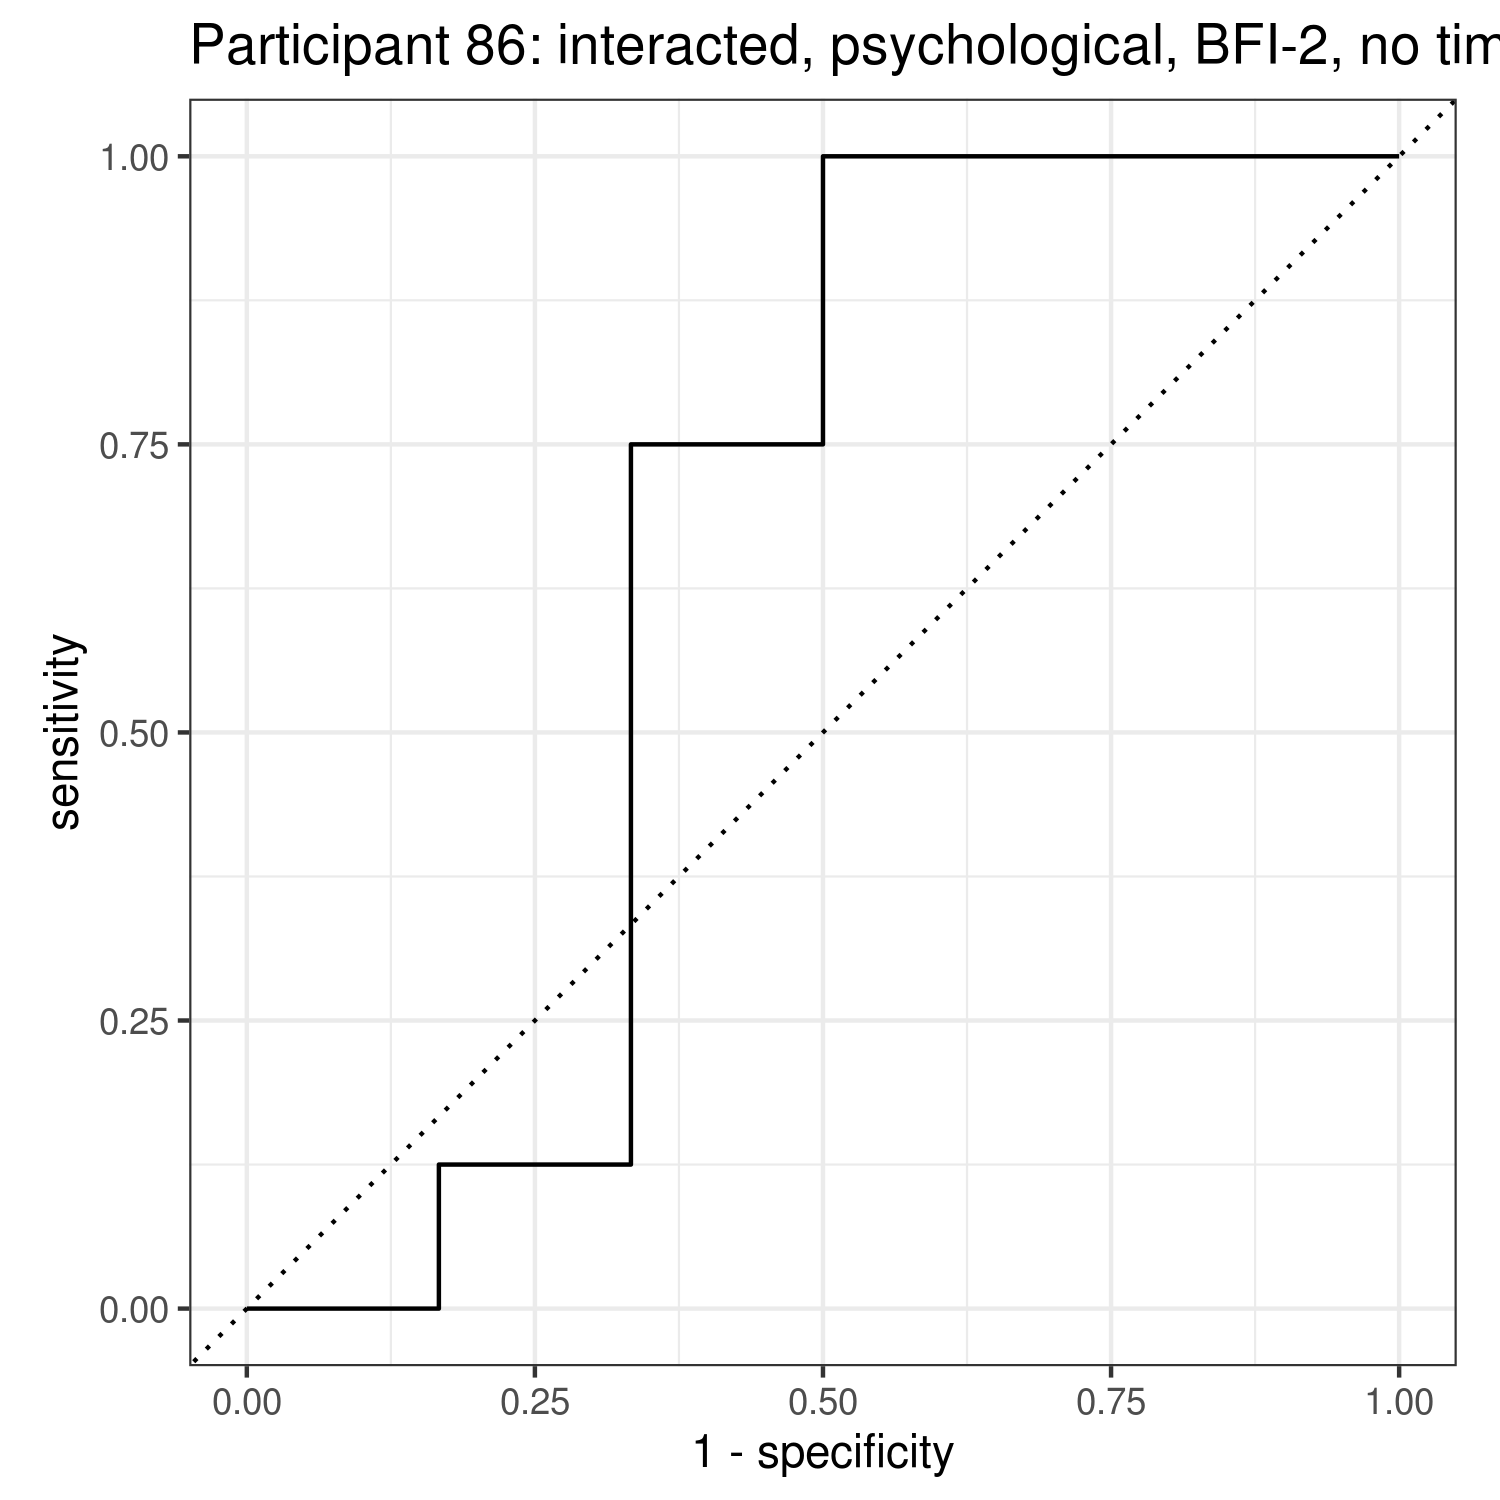 Participant 86: interacted, psychological, BFI-2, no tim
1.00
0.75
0.50
0.25
0.00
sensitivity
0.00 0.25 0.50 0.75 1.00
1 - specificity